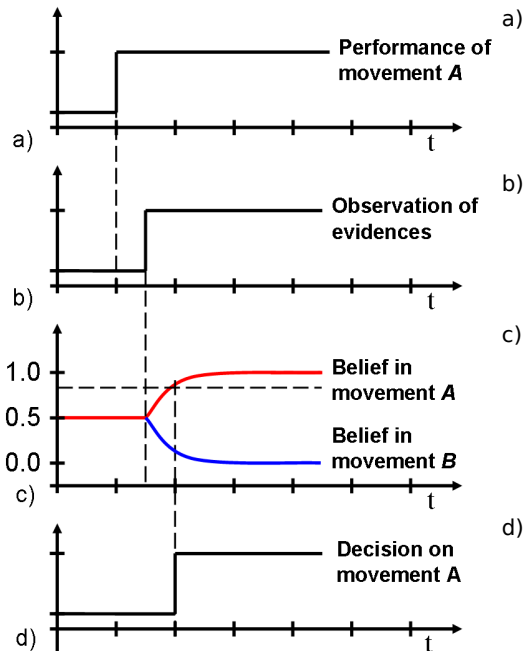 a)
Performance of
movement A
a)
t
b)
Observation of
evidences
b)
t
c)
1.0
Belief in
movement A
0.5
Belief in
movement B
0.0
c)
t
d)
Decision on
movement A
d)
t